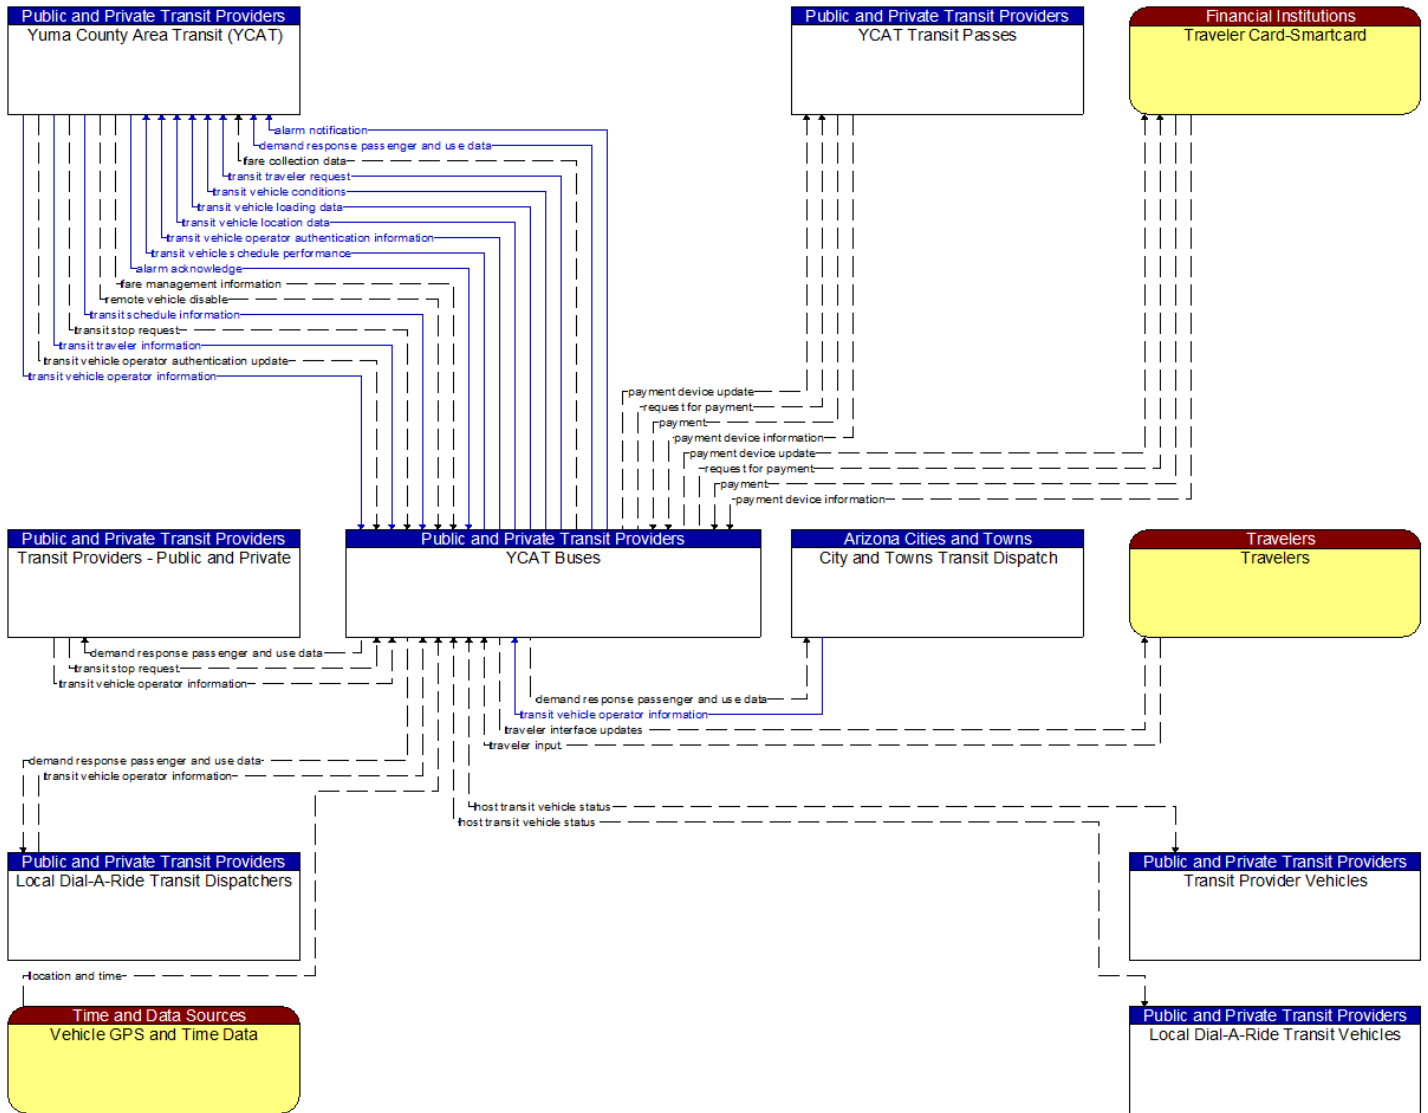 Public and Private Transit Providers
Yuma County Area Transit (YCAT)
Public and Private Transit Providers
YCAT Transit Passes
Financial Institutions
Traveler Card-Smartcard
alarm notification
demand response passenger and use data
fare collection data
transit traveler request
transit vehicle conditions
transit vehicle loading data
transit vehicle location data
transit vehicle operator authentication information
transit vehicle schedule performance
alarm acknowledge
fare management information
remote vehicle disable
transit schedule information
transit stop request
transit traveler information
transit vehicle operator authentication update
transit vehicle operator information
payment device update
request for payment
payment
payment device information
payment device update
request for payment
payment
payment device information
Public and Private Transit Providers
Transit Providers - Public and Private
Public and Private Transit Providers
YCAT Buses
Arizona Cities and Towns
City and Towns Transit Dispatch
Travelers
Travelers
demand response passenger and use data
transit stop request
transit vehicle operator information
demand response passenger and use data
transit vehicle operator information
traveler interface updates
traveler input
demand response passenger and use data
transit vehicle operator information
host transit vehicle status
host transit vehicle status
Public and Private Transit Providers
Local Dial-A-Ride Transit Dispatchers
Public and Private Transit Providers
Transit Provider Vehicles
location and time
Time and Data Sources
Vehicle GPS and Time Data
Public and Private Transit Providers
Local Dial-A-Ride Transit Vehicles